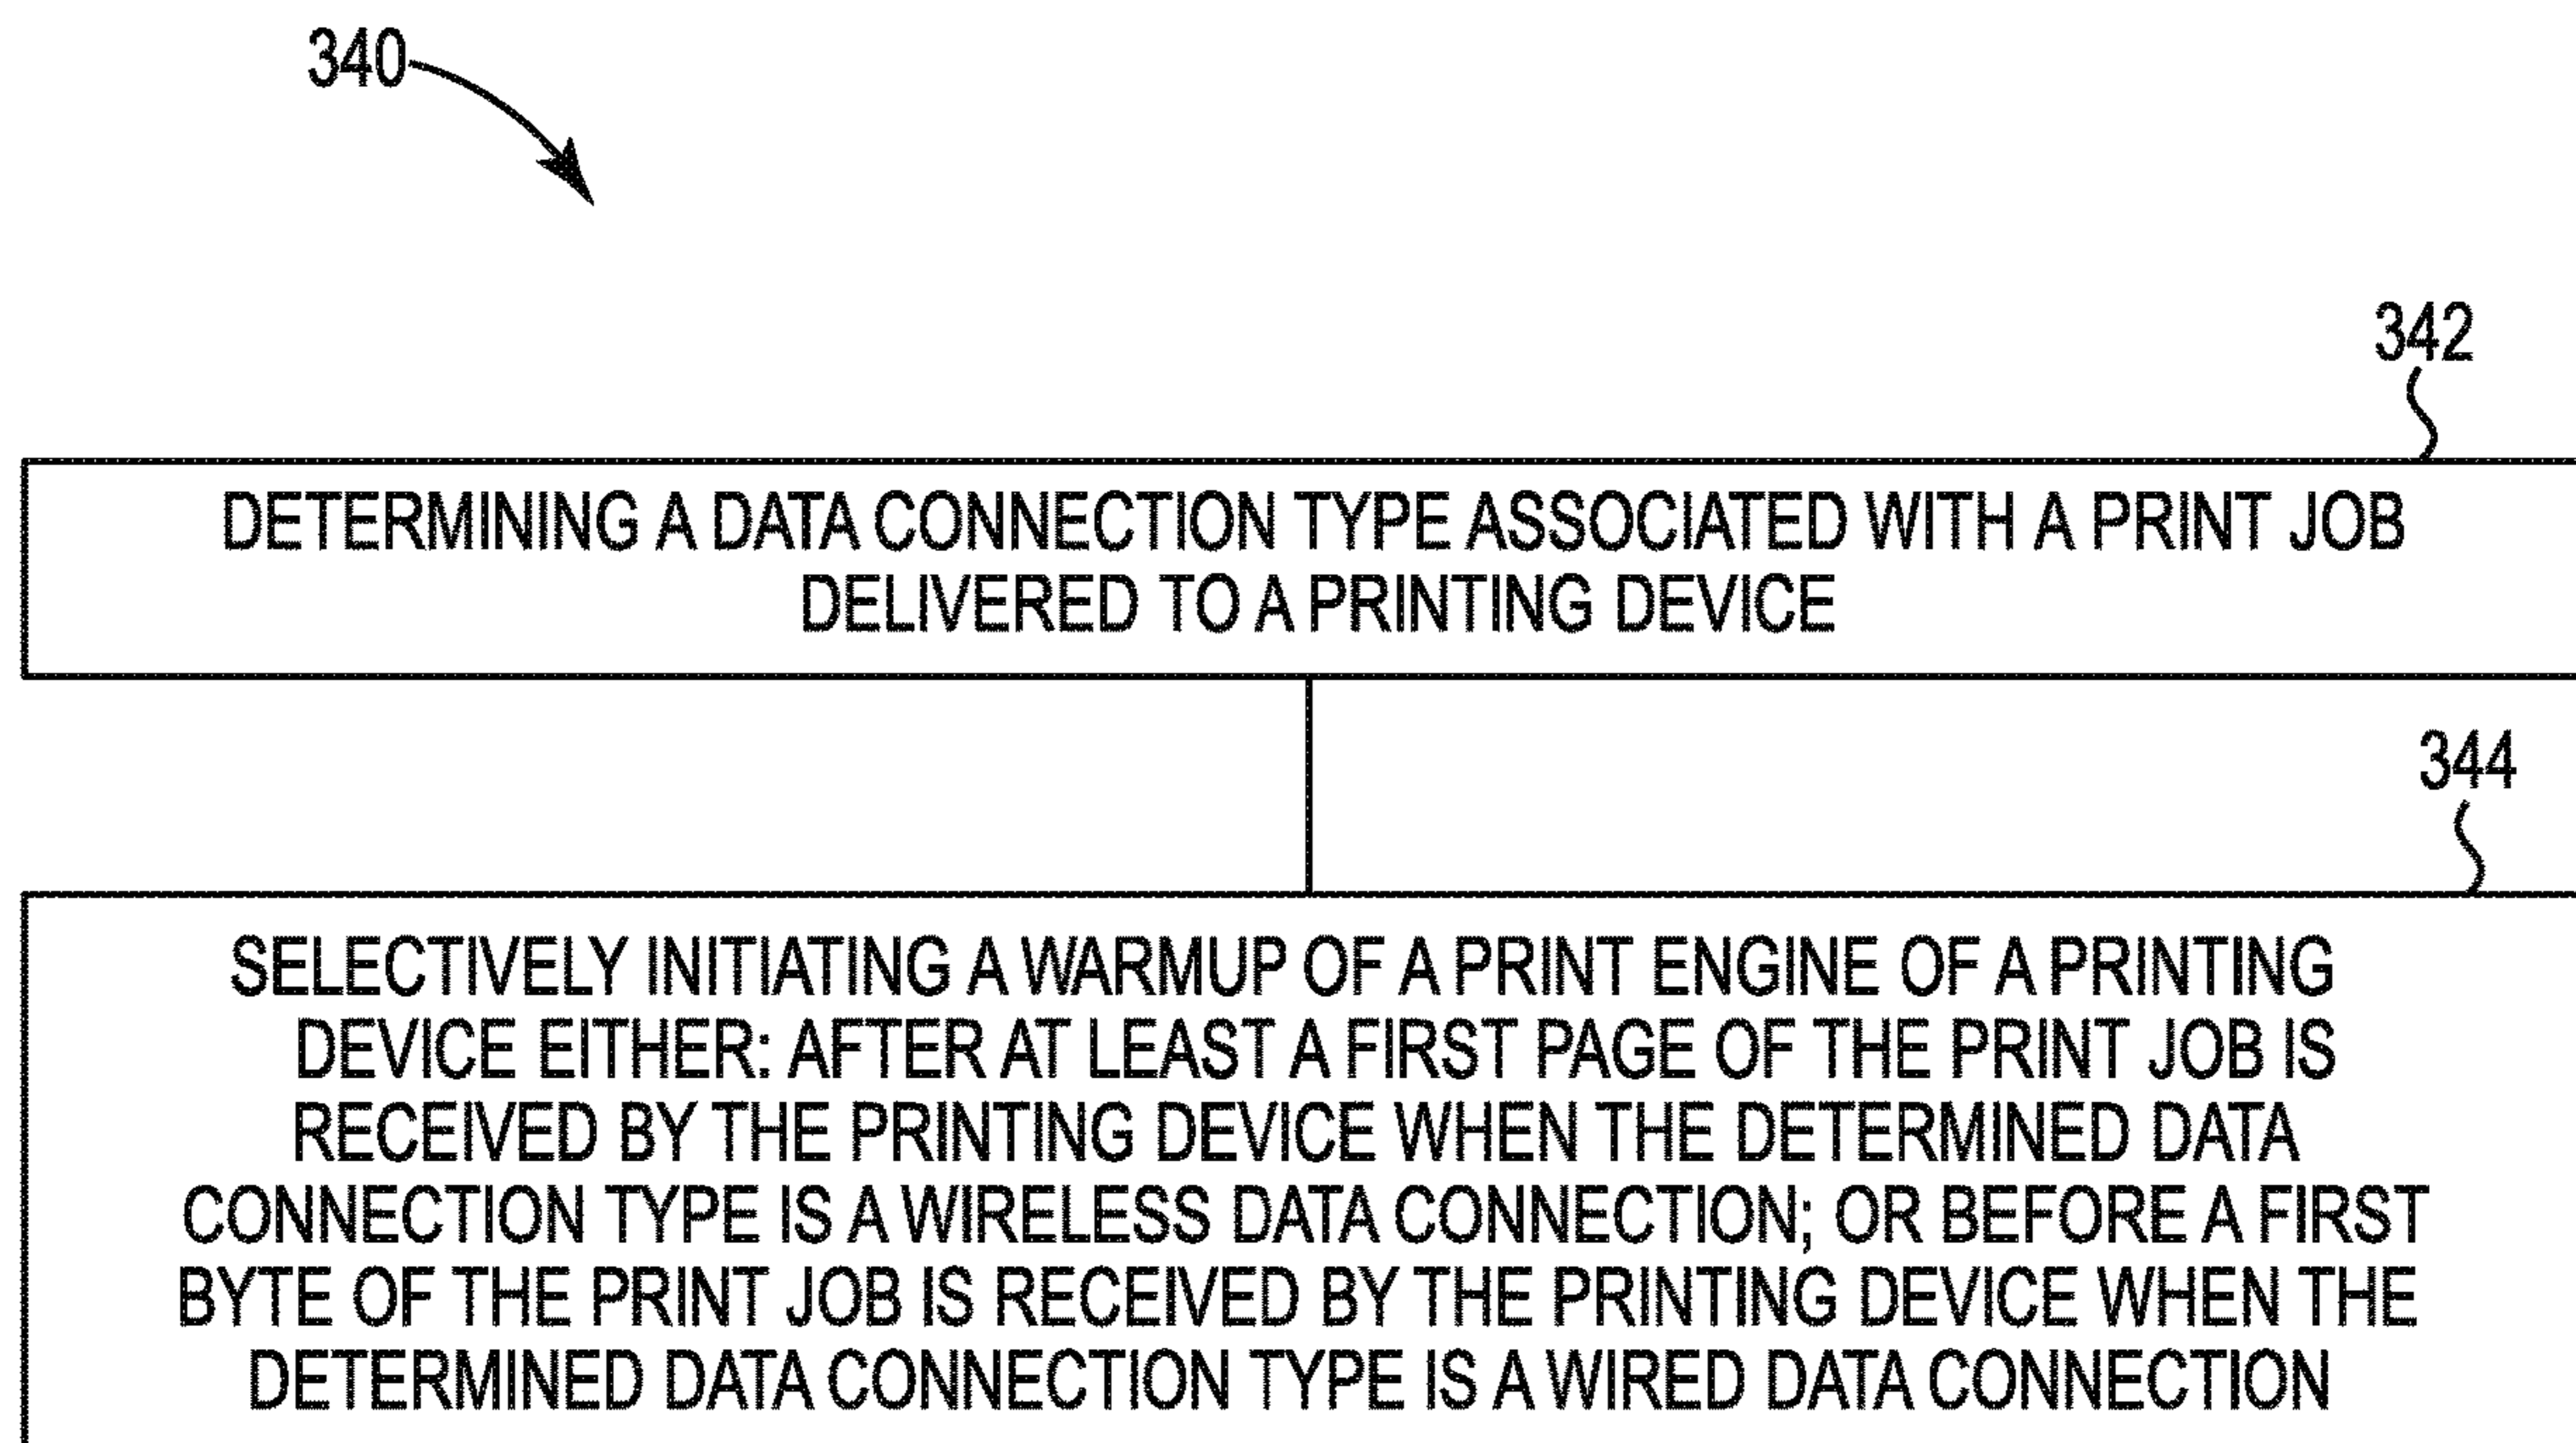 340
342
DETERMINING A DATA CONNECTION TYPE ASSOCIATED WITH A PRINT JOB
DELIVERED TO A PRINTING DEVICE
344
SELECTIVELY INITIATING A WARMUP OF A PRINT ENGINE OF A PRINTING
DEVICE EITHER: AFTER AT LEAST A FIRST PAGE OF THE PRINT JOB IS
RECEIVED BY THE PRINTING DEVICE WHEN THE DETERMINED DATA
CONNECTION TYPE IS A WIRELESS DATA CONNECTION; OR BEFORE A FIRST
BYTE OF THE PRINT JOB IS RECEIVED BY THE PRINTING DEVICE WHEN THE
DETERMINED DATA CONNECTION TYPE IS A WIRED DATA CONNECTION